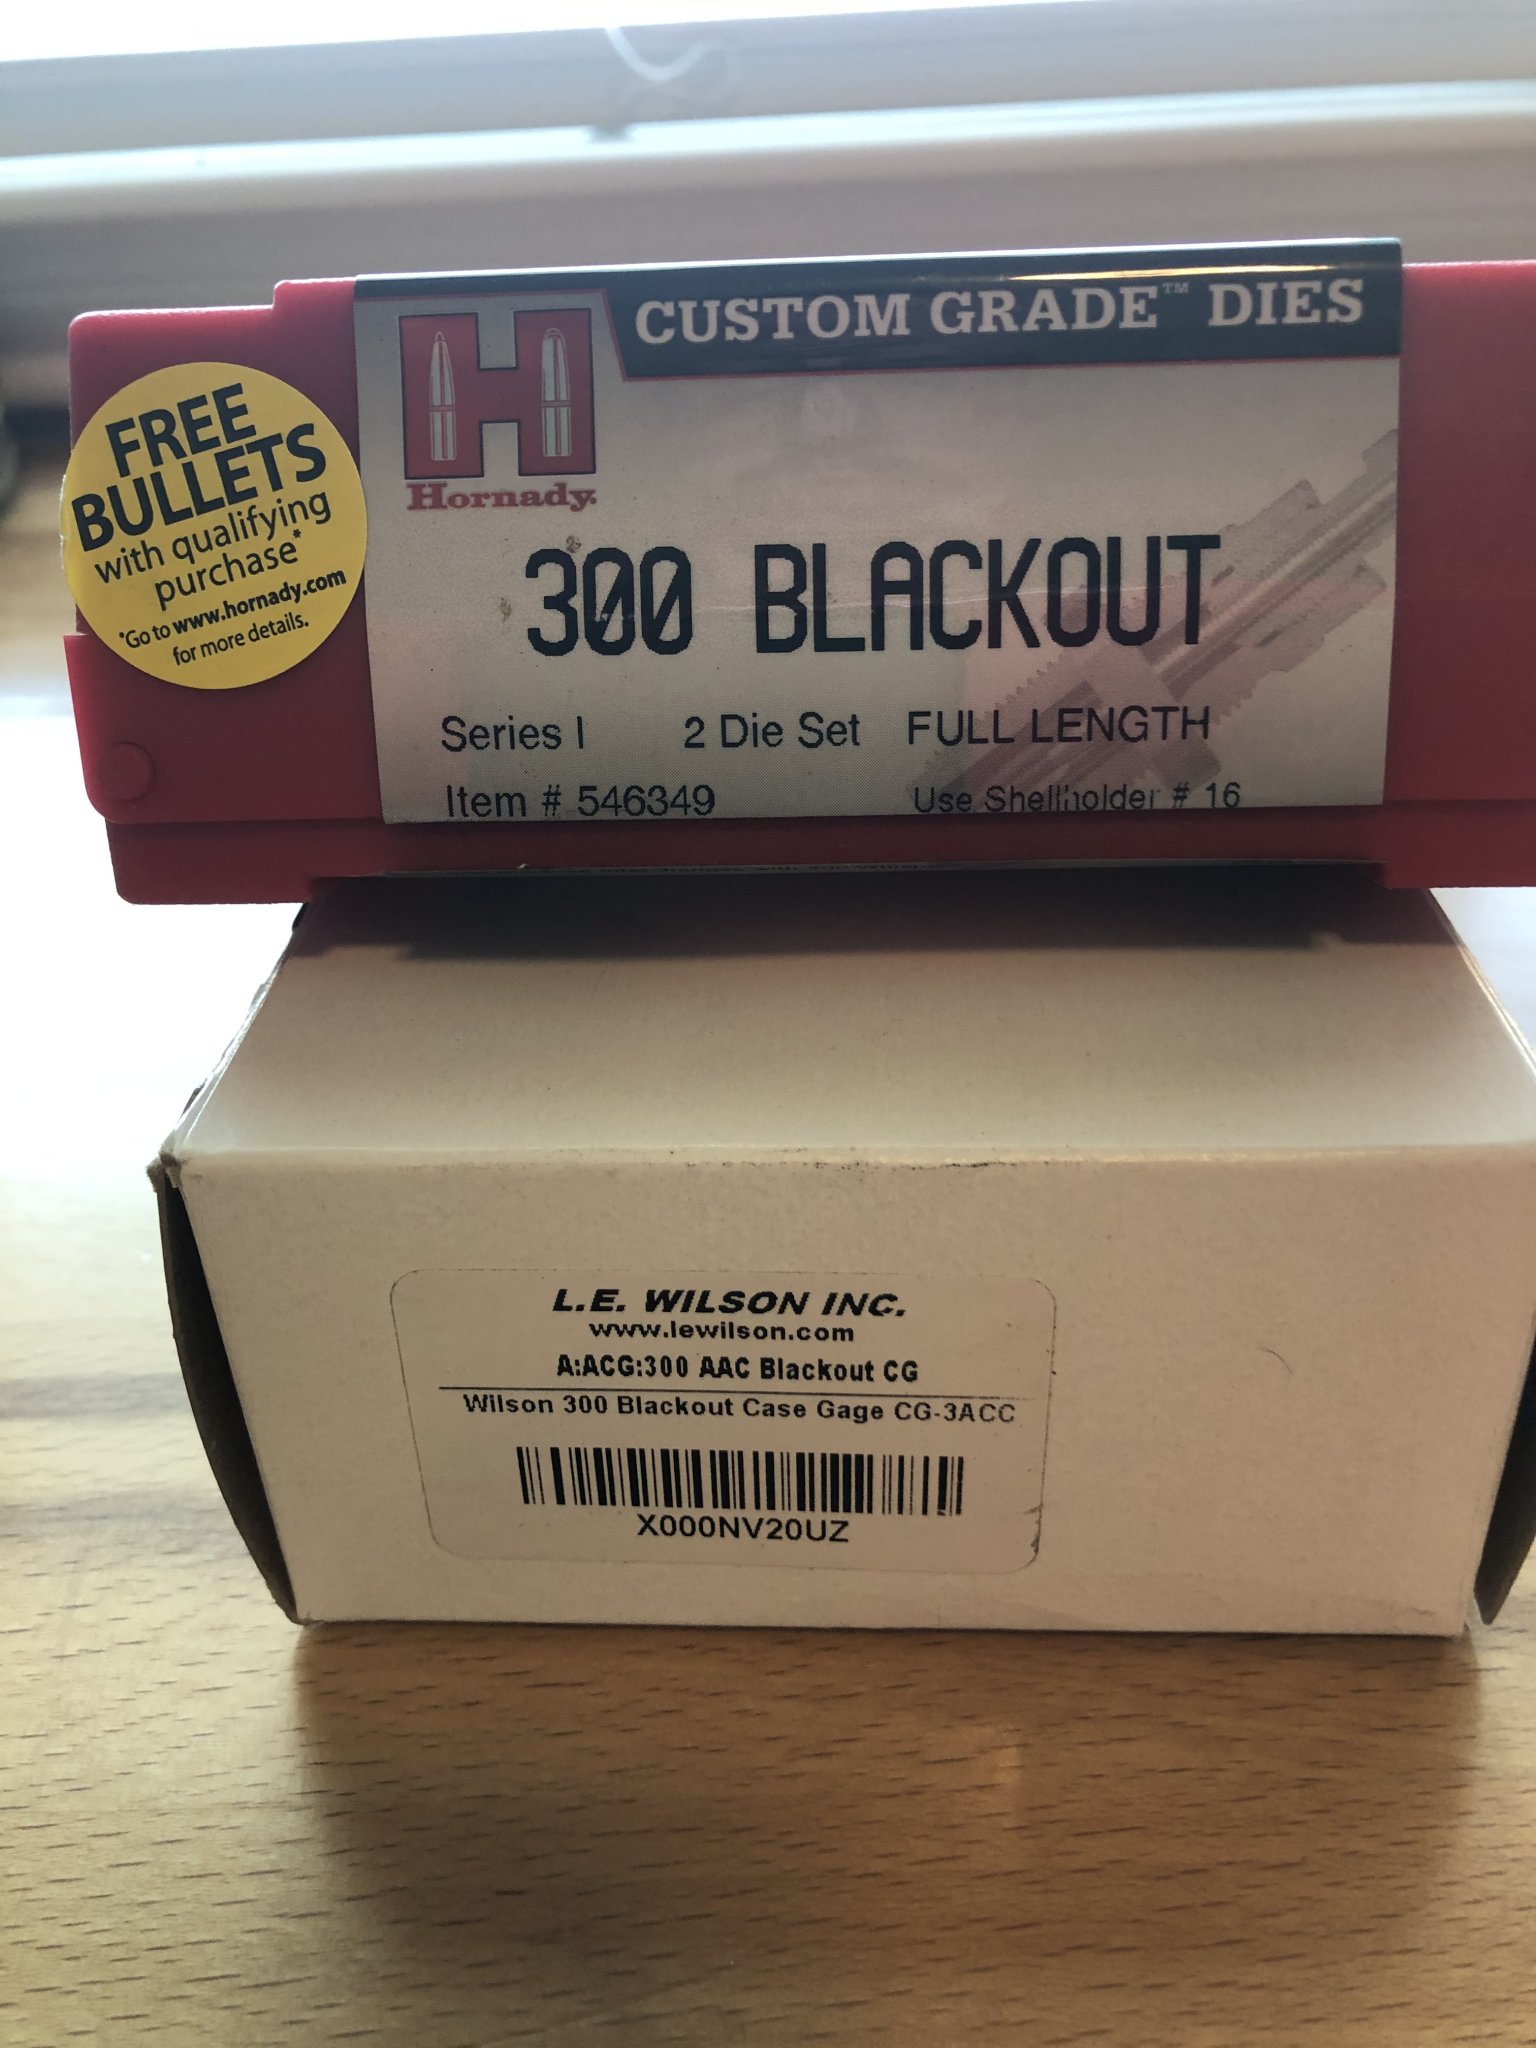 CUSTOM GRADE™ DIES
H
Hornady.
FREE
BULLETS
with qualifying
purchase*
*Go to www.hornady.com
for more details.
300 BLACKOUT
Series I 2 Die Set FULL LENGTH
Item # 546349 Use Shellholder # 16
L.E. WILSON INC.
www.lewilson.com
A:ACG:300 AAC Blackout CG
Wilson 300 Blackout Case Gage CG-3ACC
X000NV20UZ